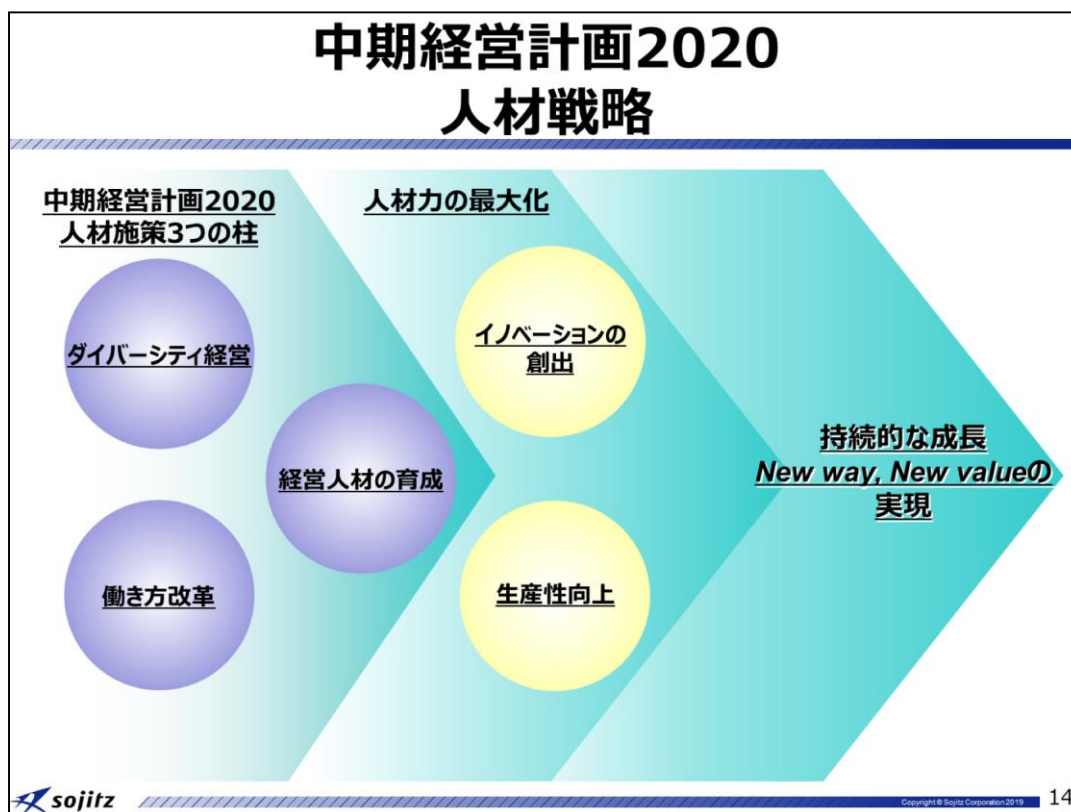 中期経営計画2020
人材戦略
中期経営計画2020
人材施策3つの柱
ダイバーシティ経営
経営人材の育成
働き方改革
人材力の最大化
イノベーションの
創出
生産性向上
持続的な成長
New way, New valueの
実現
sojitz
Copyright © Sojitz Corporation 2019
14